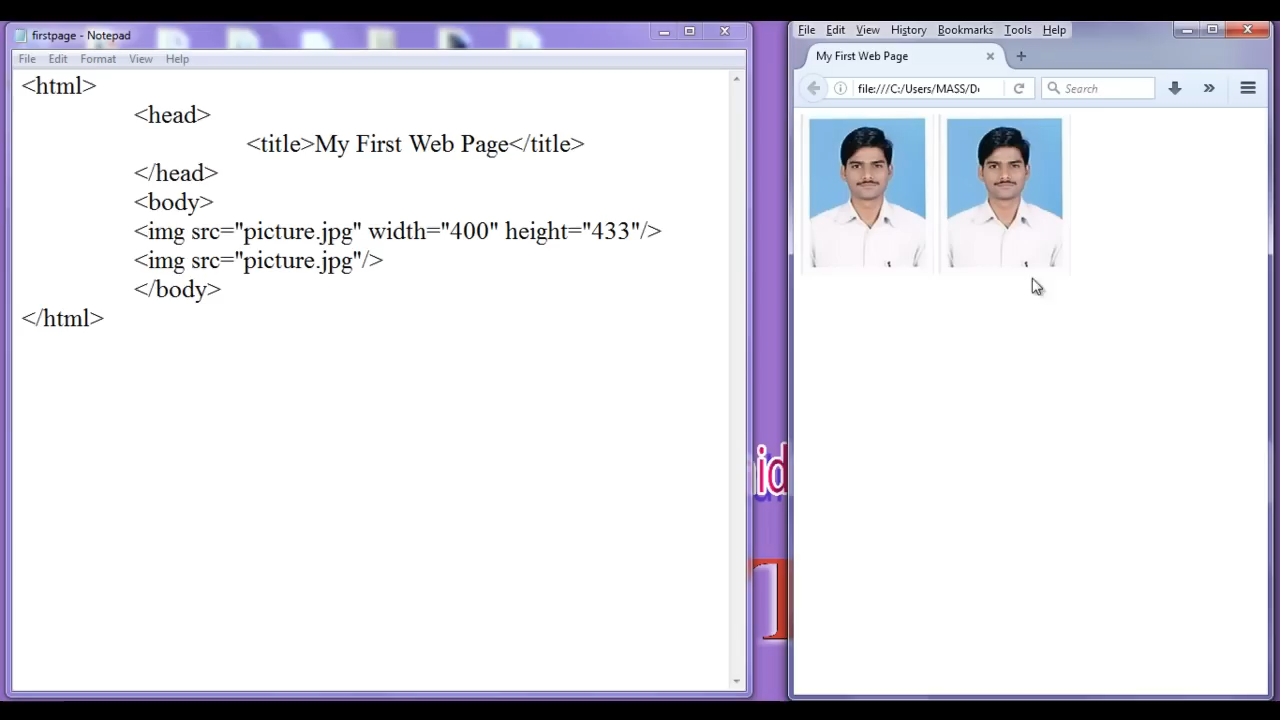 firstpage - Notepad
File Edit Format View Help
<html>
<head>
<title>My First Web Page</title>
</head>
<body>
<img src="picture.jpg" width="400" height="433"/>
<img src="picture.jpg"/>
</body>
</html>
id
File Edit View History Bookmarks Tools Help
My First Web Page
file:///C:/Users/MASS/D
Search